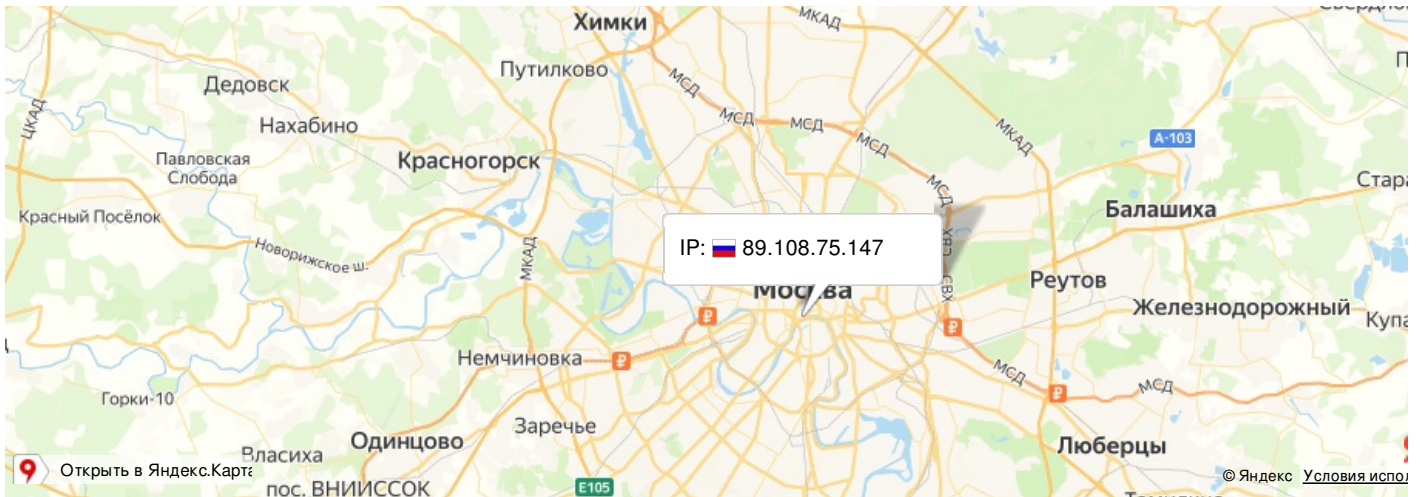 Химки
МКАД
Путилково
МСД
Дедовск
ЦКАД
Нахабино
МСД
МСД
МСД
МКАД
А-103
Павловская
Слобода
Красногорск
МСД
Балашиха
Красный Посёлок
Новорижское ш.
МКАД
IP: 89.108.75.147
СВХ
Реутов
Москва
Железнодорожный
Немчиновка
МСД
МСД
Горки-10
Заречье
Одинцово
Люберцы
Власиха
Открыть в Яндекс.Карта
пос. ВНИИССОК
E105
© Яндекс Условия испол